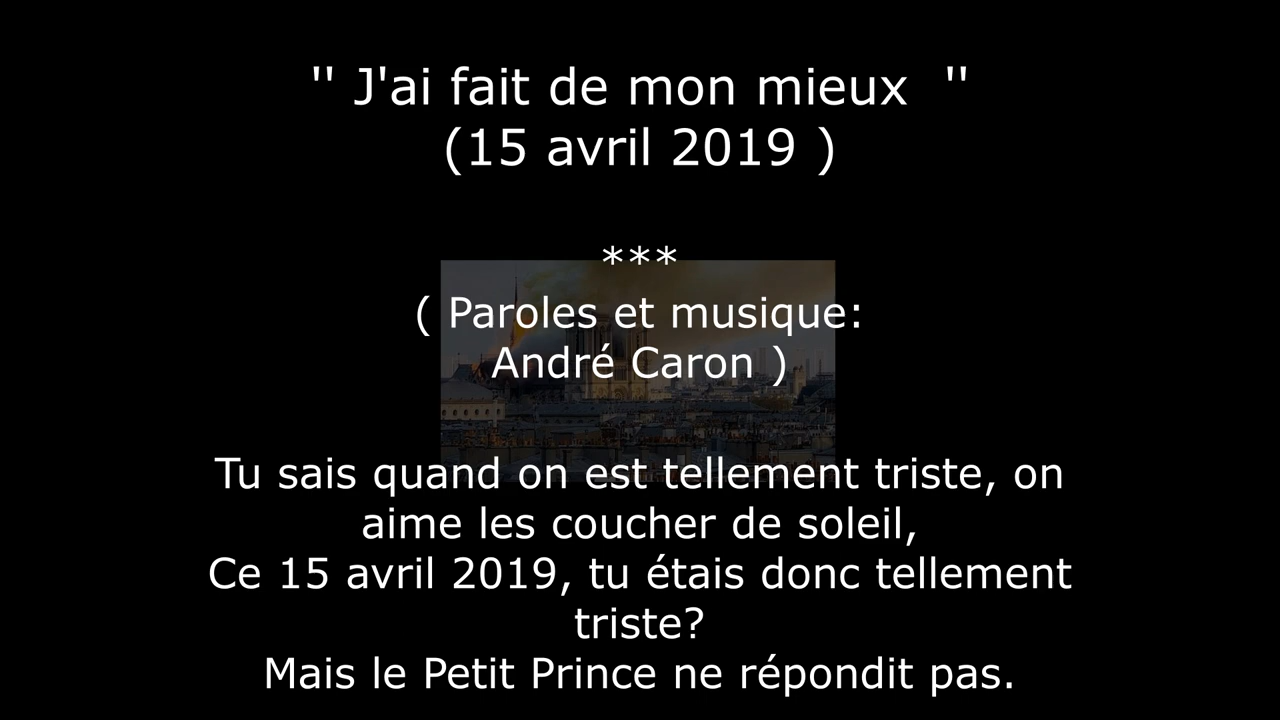 '' J'ai fait de mon mieux  ''
(15 avril 2019 )
***
( Paroles et musique:
André Caron )
Tu sais quand on est tellement triste, on
aime les coucher de soleil,
Ce 15 avril 2019, tu étais donc tellement
triste?
Mais le Petit Prince ne répondit pas.